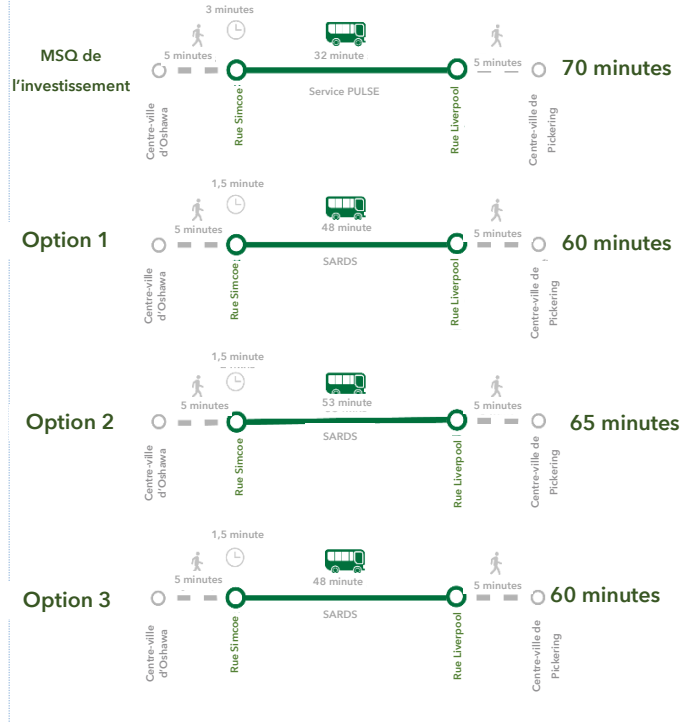 3 minutes
5 minutes
32 minute
5 minutes
MSQ de
l'investissement
70 minutes
Service PULSE
Centre-ville
d'Oshawa
Rue Simcoe
Rue Liverpool
Centre-ville de
Pickering
1,5 minute
5 minutes
48 minute
5 minutes
Option 1
60 minutes
SARDS
Centre-ville
d'Oshawa
Rue Simcoe
Rue Liverpool
Centre-ville de
Pickering
1,5 minute
5 minutes
53 minute
5 minutes
Option 2
65 minutes
SARDS
Centre-ville
d'Oshawa
Rue Simcoe
Rue Liverpool
Centre-ville de
Pickering
1,5 minute
5 minutes
48 minute
5 minutes
Option 3
60 minutes
SARDS
Centre-ville
d'Oshawa
Rue Simcoe
Rue Liverpool
Centre-ville de
Pickering